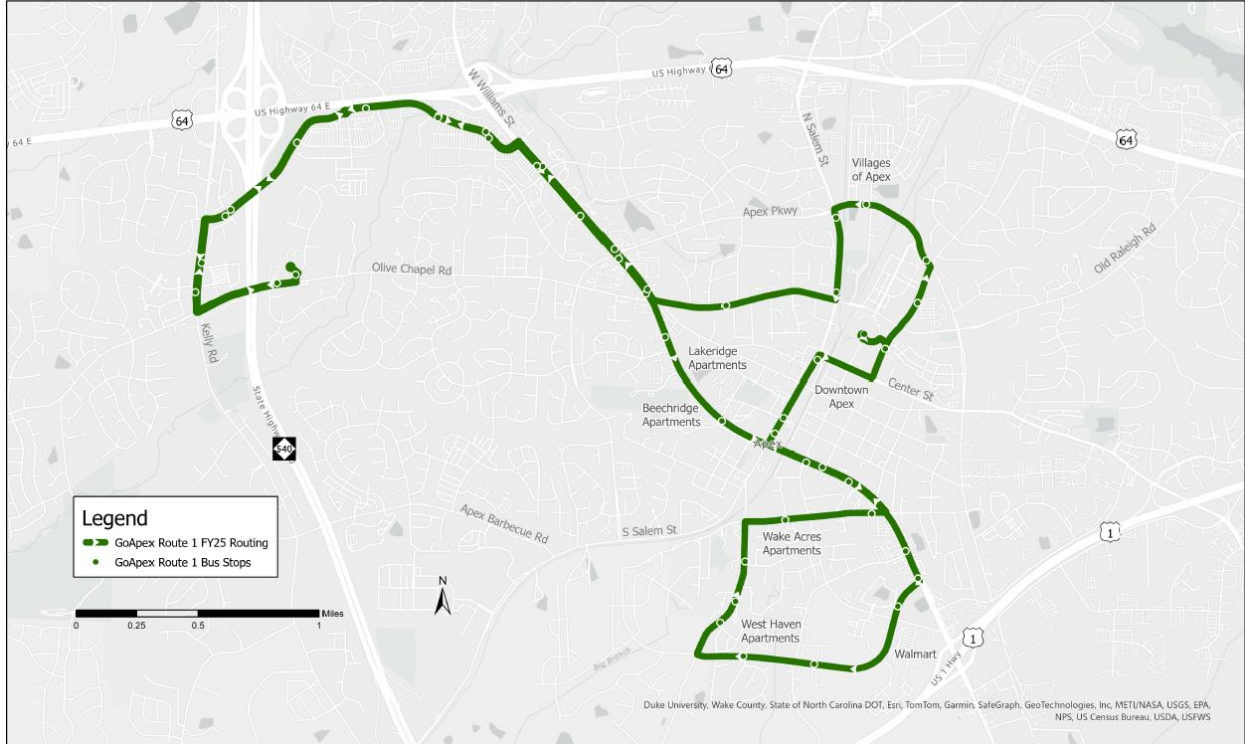 64
US Highway 64
W Williams St
US Highway 64 E
64
y 64 E
N Salem St
64
Villages
of Apex
Apex Pkwy
Old Raleigh Rd
Olive Chapel Rd
Kelly Rd
Lakeridge
Apartments
Downtown
Apex
Center St
Beechridge
Apartments
Apex
State High
540
Legend
GoApex Route 1 FY25 Routing
GoApex Route 1 Bus Stops
Apex Barbecue Rd
S Salem St
Wake Acres
Apartments
1
N
Miles
0
0.25
0.5
1
West Haven
Apartments
Big Branch
Walmart
US 1 Hwy
1
Duke University, Wake County, State of North Carolina DOT, Esri, TomTom, Garmin, SafeGraph, GeoTechnologies, Inc, METI/NASA, USGS, EPA,
NPS, US Census Bureau, USDA, USFWS